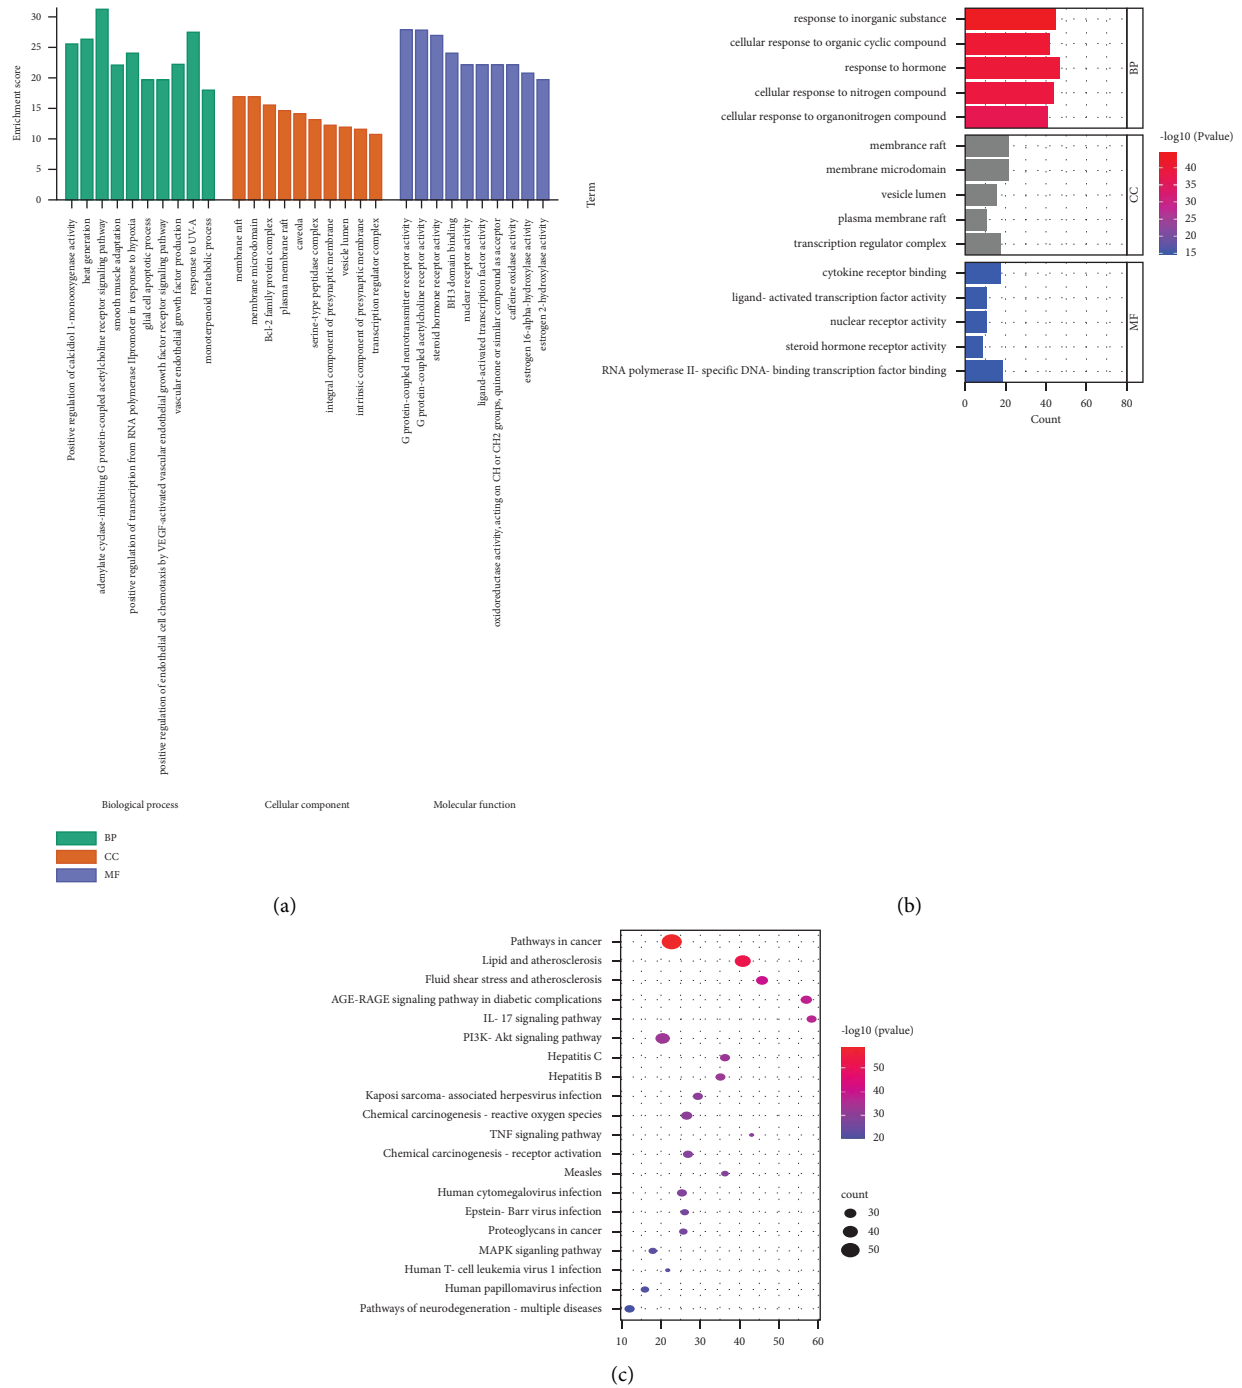 30
25
20
15
10
5
0
Enrichment score
Positive regulation of calcidiol 1-monooxygenase activity
heat generation
adenylate cyclase-inhibiting G protein-coupled acetylcholine receptor signaling pathway
smooth muscle adaptation
positive regulation of transcription from RNA polymerase IIpromoter in response to hypoxia
glial cell apoptotic process
positive regulation of endothelial cell chemotaxis by VEGF-activated vascular endothelial growth factor receptor signaling pathway
vascular endothelial growth factor production
response to UV-A
monoterpenoid metabolic process
membrane raft
membrane microdomain
Bcl-2 family protein complex
plasma membrane raft
caveola
serine-type peptidase complex
integral component of presynaptic membrane
vesicle lumen
intrinsic component of presynaptic membrane
transcription regulator complex
G protein-coupled neurotransmitter receptor activity
G protein-coupled acetylcholine receptor activity
steroid hormone receptor activity
BH3 domain binding
nuclear receptor activity
ligand-activated transcription factor activity
oxidoreductase activity, acting on CH or CH2 groups, quinone or similar compound as acceptor
caffeine oxidase activity
estrogen 16-alpha-hydroxylase activity
estrogen 2-hydroxylase activity
Biological process
Cellular component
Molecular function
BP
CC
MF
(a)
Term
response to inorganic substance
cellular response to organic cyclic compound
response to hormone
cellular response to nitrogen compound
cellular response to organonitrogen compound
BP
membrance raft
membrane microdomain
vesicle lumen
plasma membrane raft
transcription regulator complex
CC
cytokine receptor binding
ligand- activated transcription factor activity
nuclear receptor activity
steroid hormone receptor activity
RNA polymerase II- specific DNA- binding transcription factor binding
MF
0 20 40 60 80
Count
-log10 (Pvalue)
40
35
30
25
20
15
(b)
Pathways in cancer
Lipid and atherosclerosis
Fluid shear stress and atherosclerosis
AGE-RAGE signaling pathway in diabetic complications
IL- 17 signaling pathway
PI3K- Akt signaling pathway
Hepatitis C
Hepatitis B
Kaposi sarcoma- associated herpesvirus infection
Chemical carcinogenesis - reactive oxygen species
TNF signaling pathway
Chemical carcinogenesis - receptor activation
Measles
Human cytomegalovirus infection
Epstein- Barr virus infection
Proteoglycans in cancer
MAPK siganling pathway
Human T- cell leukemia virus 1 infection
Human papillomavirus infection
Pathways of neurodegeneration - multiple diseases
10 20 30 40 50 60
-log10 (pvalue)
50
40
30
20
count
30
40
50
(c)